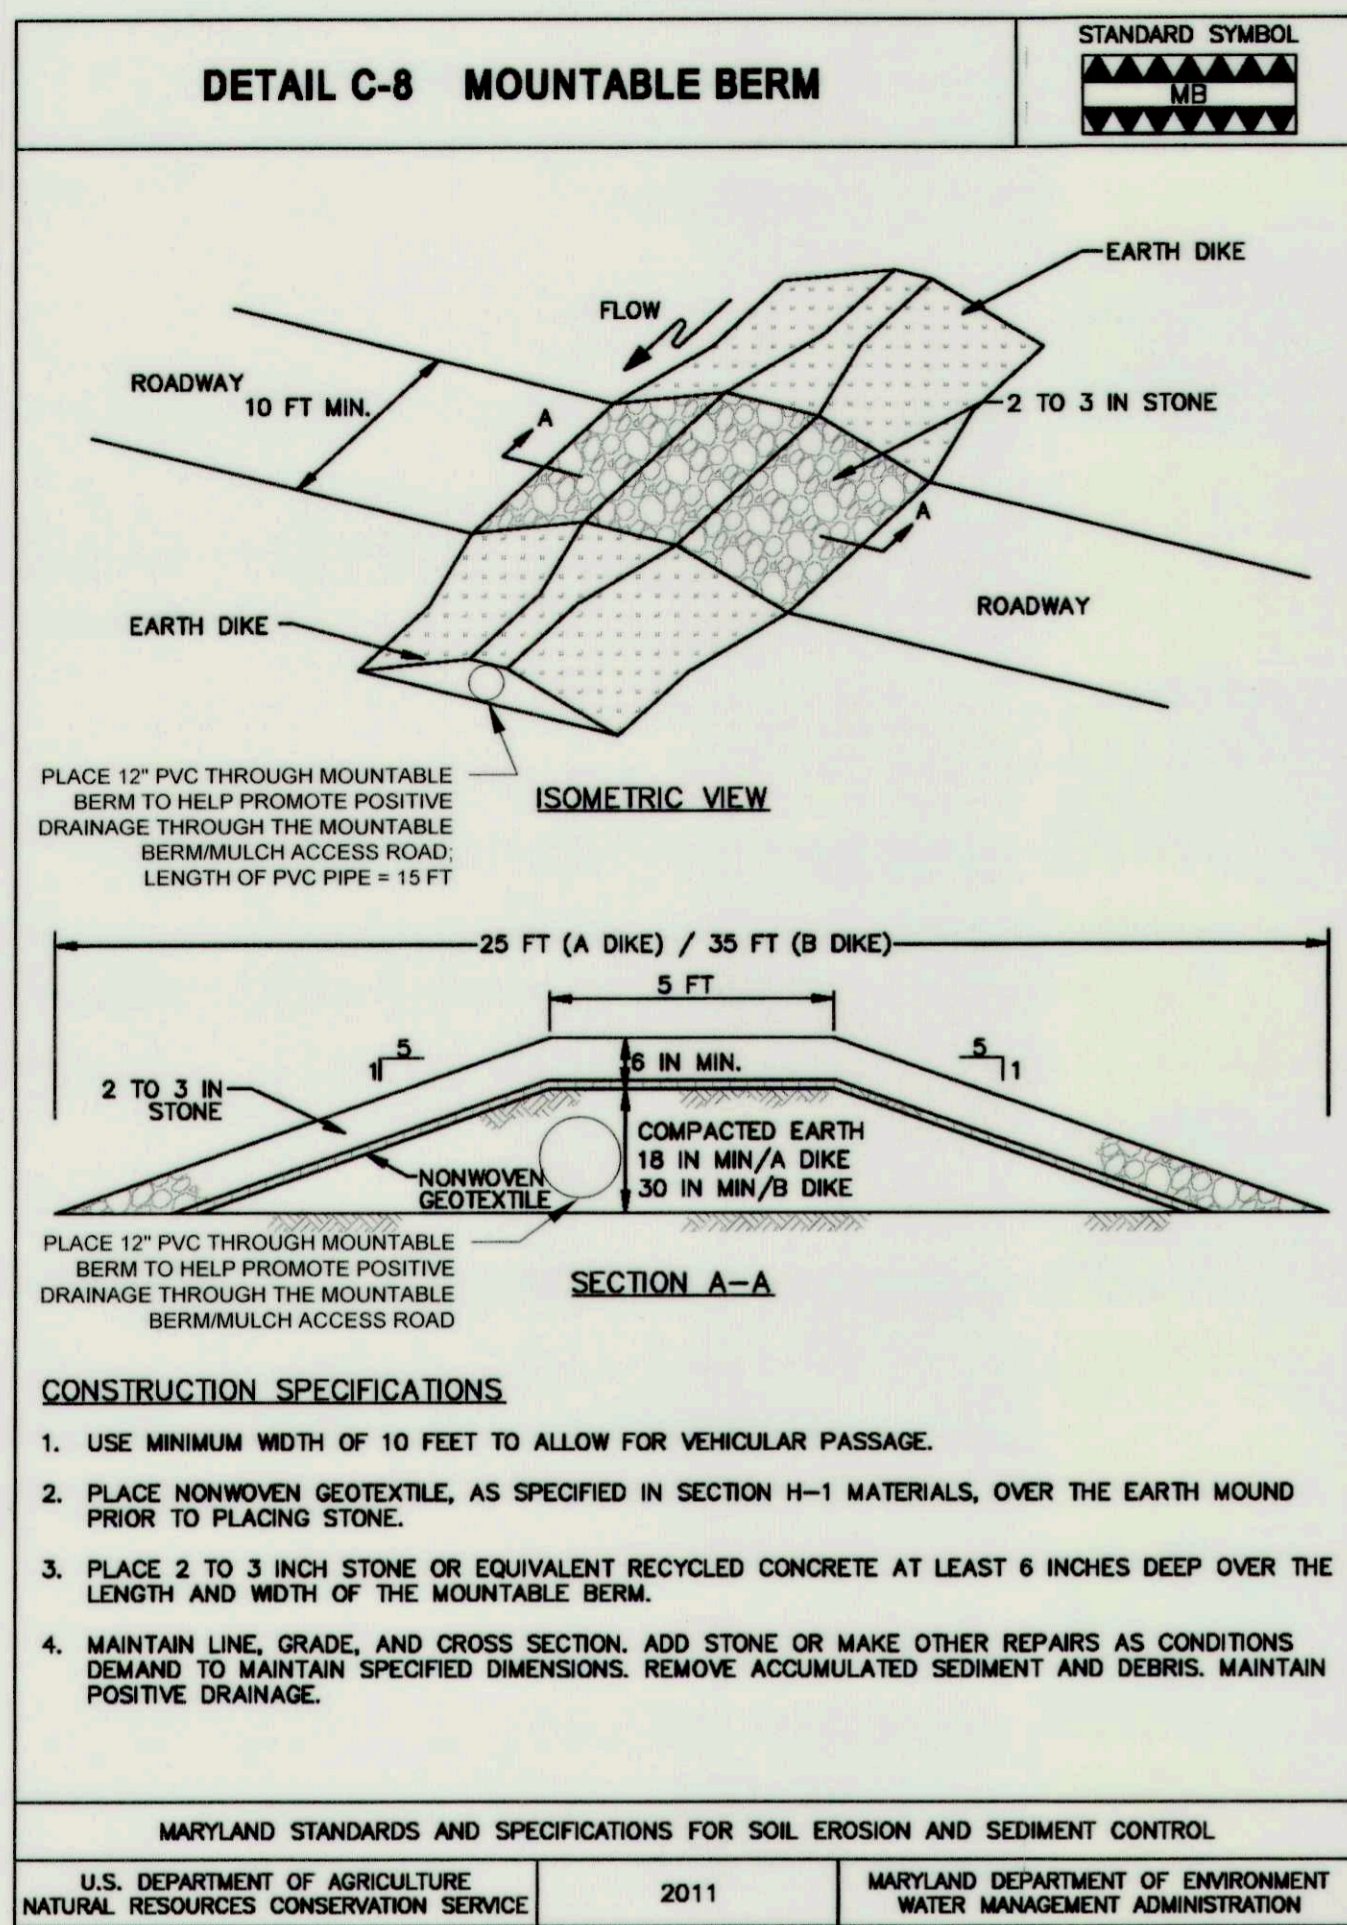 DETAIL C-8 MOUNTABLE BERM
STANDARD SYMBOL
MB
EARTH DIKE
FLOW
ROADWAY
10 FT MIN.
A
2 TO 3 IN STONE
A
ROADWAY
EARTH DIKE
PLACE 12" PVC THROUGH MOUNTABLE
BERM TO HELP PROMOTE POSITIVE
DRAINAGE THROUGH THE MOUNTABLE
BERM/MULCH ACCESS ROAD;
LENGTH OF PVC PIPE = 15 FT
ISOMETRIC VIEW
25 FT (A DIKE) / 35 FT (B DIKE)
5 FT
5
1
6 IN MIN.
5
1
2 TO 3 IN
STONE
COMPACTED EARTH
18 IN MIN/A DIKE
30 IN MIN/B DIKE
NONWOVEN
GEOTEXTILE
PLACE 12" PVC THROUGH MOUNTABLE
BERM TO HELP PROMOTE POSITIVE
DRAINAGE THROUGH THE MOUNTABLE
BERM/MULCH ACCESS ROAD
SECTION A-A
CONSTRUCTION SPECIFICATIONS
1. USE MINIMUM WIDTH OF 10 FEET TO ALLOW FOR VEHICULAR PASSAGE.
2. PLACE NONWOVEN GEOTEXTILE, AS SPECIFIED IN SECTION H-1 MATERIALS, OVER THE EARTH MOUND
PRIOR TO PLACING STONE.
3. PLACE 2 TO 3 INCH STONE OR EQUIVALENT RECYCLED CONCRETE AT LEAST 6 INCHES DEEP OVER THE
LENGTH AND WIDTH OF THE MOUNTABLE BERM.
4. MAINTAIN LINE, GRADE, AND CROSS SECTION. ADD STONE OR MAKE OTHER REPAIRS AS CONDITIONS
DEMAND TO MAINTAIN SPECIFIED DIMENSIONS. REMOVE ACCUMULATED SEDIMENT AND DEBRIS. MAINTAIN
POSITIVE DRAINAGE.
MARYLAND STANDARDS AND SPECIFICATIONS FOR SOIL EROSION AND SEDIMENT CONTROL
U.S. DEPARTMENT OF AGRICULTURE
NATURAL RESOURCES CONSERVATION SERVICE
2011
MARYLAND DEPARTMENT OF ENVIRONMENT
WATER MANAGEMENT ADMINISTRATION